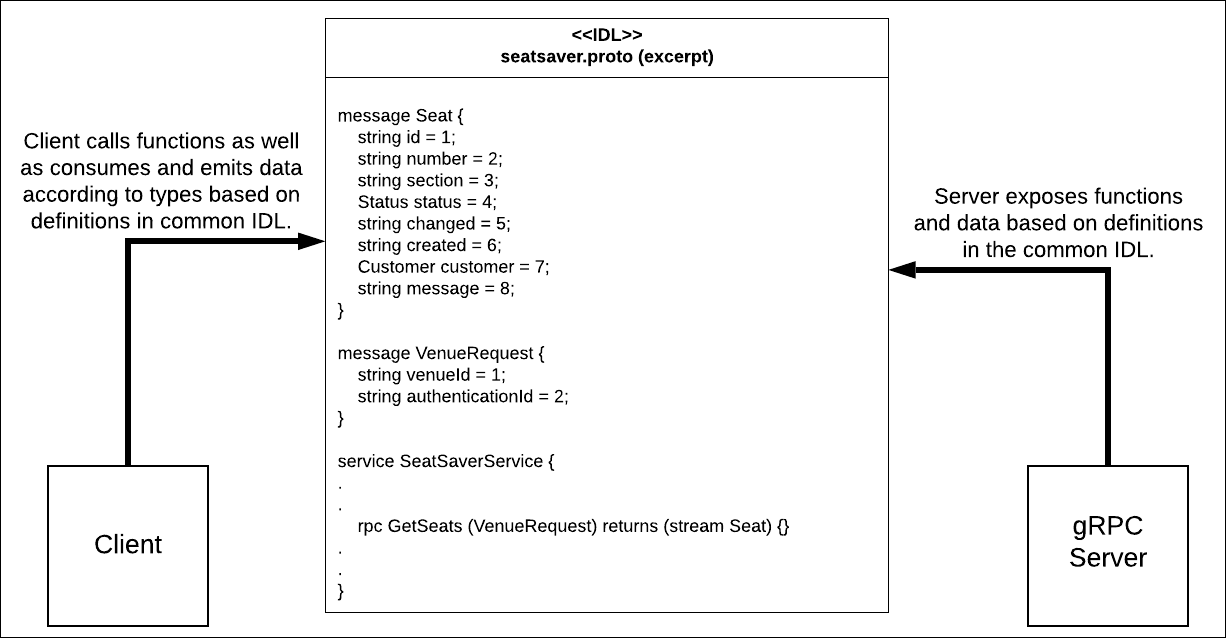 <<IDL>>
seatsaver.proto (excerpt)
Client calls functions as well
as consumes and emits data
according to types based on
definitions in common IDL.
message Seat {
string id = 1;
string number = 2;
string section = 3;
Status status = 4;
string changed = 5;
string created = 6;
Customer customer = 7;
string message = 8;
}
message VenueRequest {
string venueId = 1;
string authenticationId = 2;
}
service SeatSaverService {
.
.
rpc GetSeats (VenueRequest) returns (stream Seat) {}
.
.
}
Server exposes functions
and data based on definitions
in the common IDL.
Client
gRPC
Server